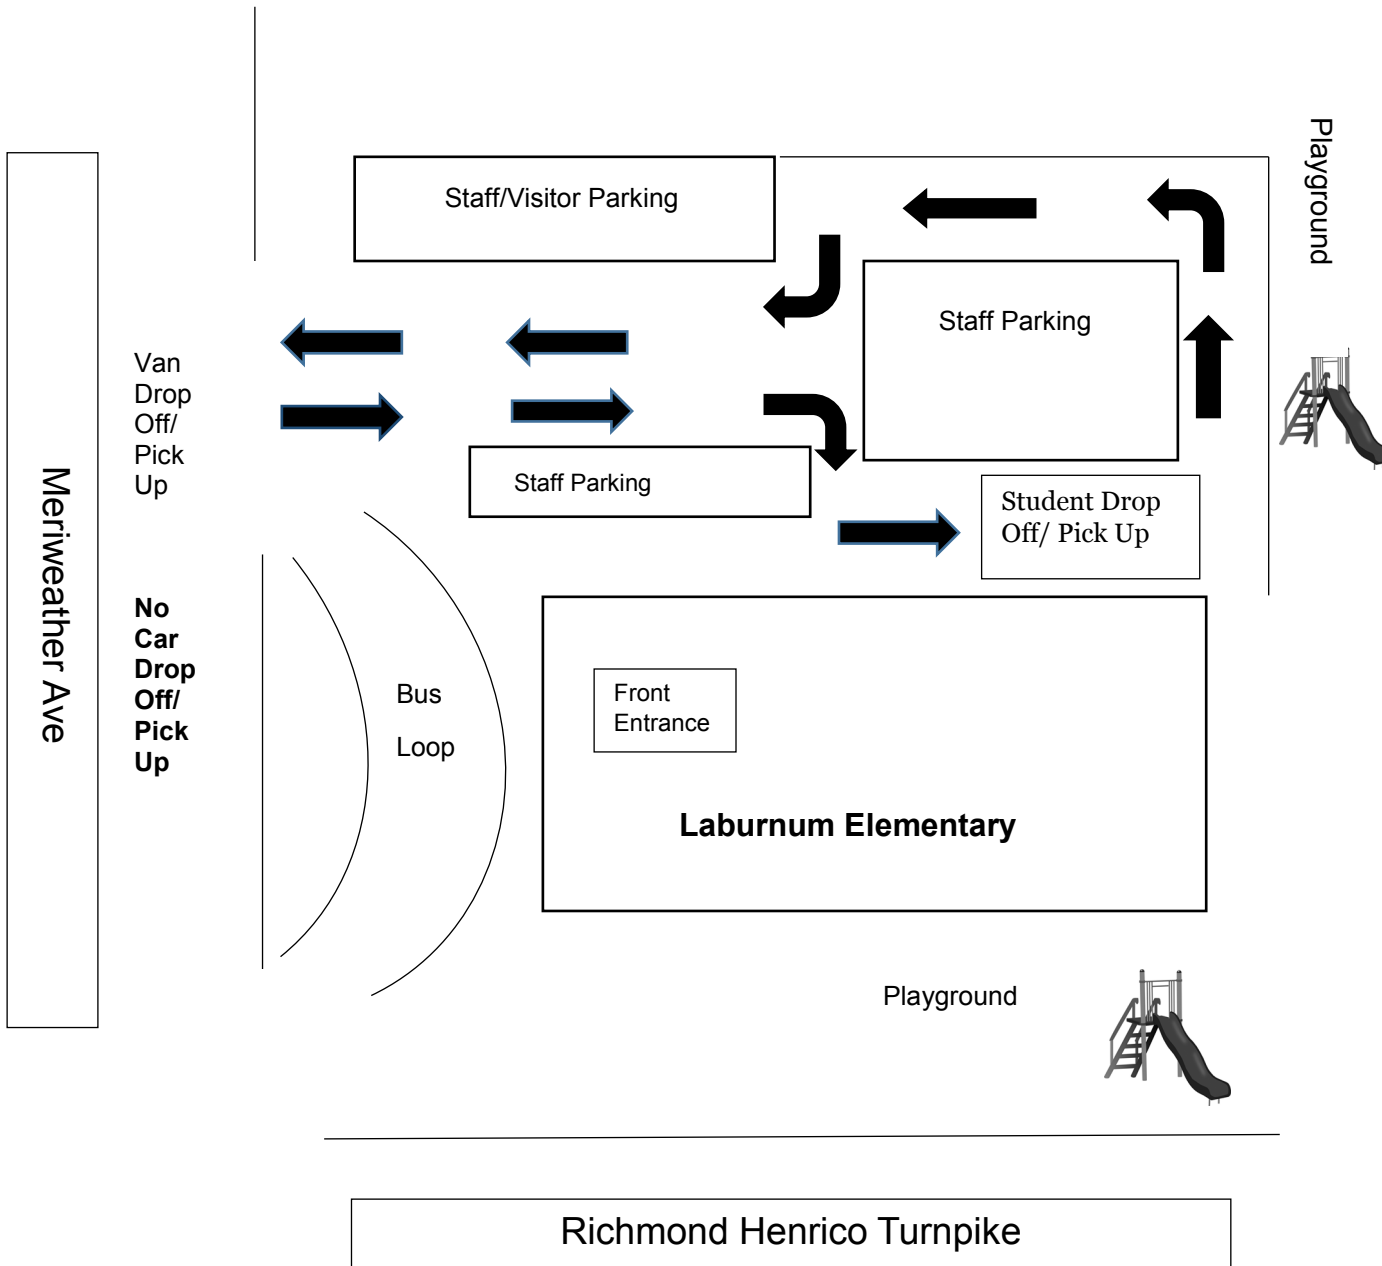 Playground
Staff/Visitor Parking
Staff Parking
Van
Drop
Off/
Pick
Up
Staff Parking
Student Drop
Off/ Pick Up
Meriweather Ave
No
Car
Drop
Off/
Pick
Up
Bus
Loop
Front
Entrance
Laburnum Elementary
Playground
Richmond Henrico Turnpike